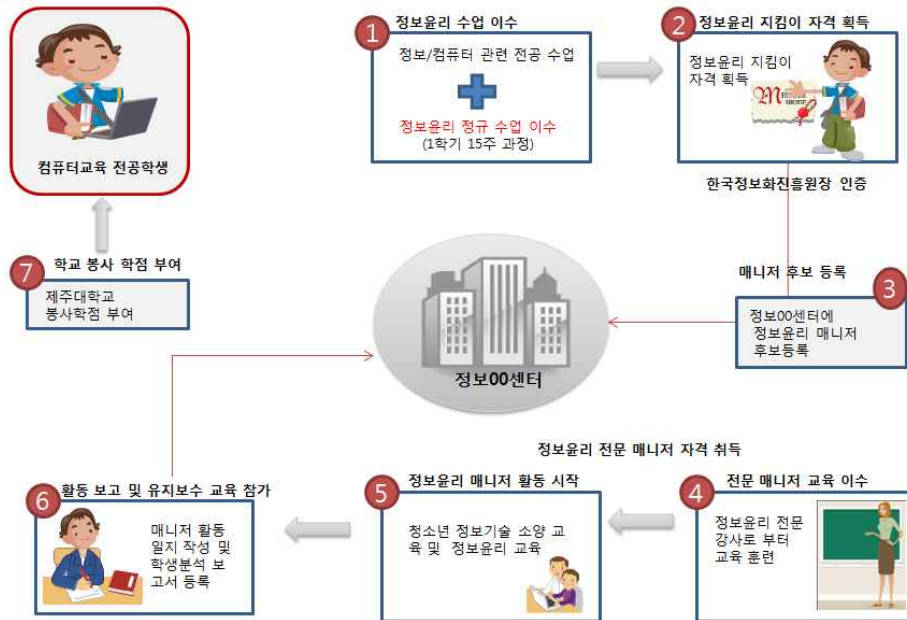 컴퓨터교육 전공학생
1
정보윤리 수업 이수
정보/컴퓨터 관련 전공 수업
정보윤리 정규 수업 이수
(1학기 15주 과정)
2
정보윤리 지킴이 자격 획득
정보윤리 지킴이
자격 획득
한국정보화진흥원장 인증
매니저 후보 등록
3
정보00센터에
정보윤리 매니저
후보등록
정보00센터
정보윤리 전문 매니저 자격 취득
4
전문 매니저 교육 이수
정보윤리 전문
강사로 부터
교육 훈련
5
정보윤리 매니저 활동 시작
청소년 정보기술 소양 교
육 및 정보윤리 교육
6
활동 보고 및 유지보수 교육 참가
매니저 활동
일지 작성 및
학생분석 보
고서 등록
7
학교 봉사 학점 부여
제주대학교
봉사학점 부여